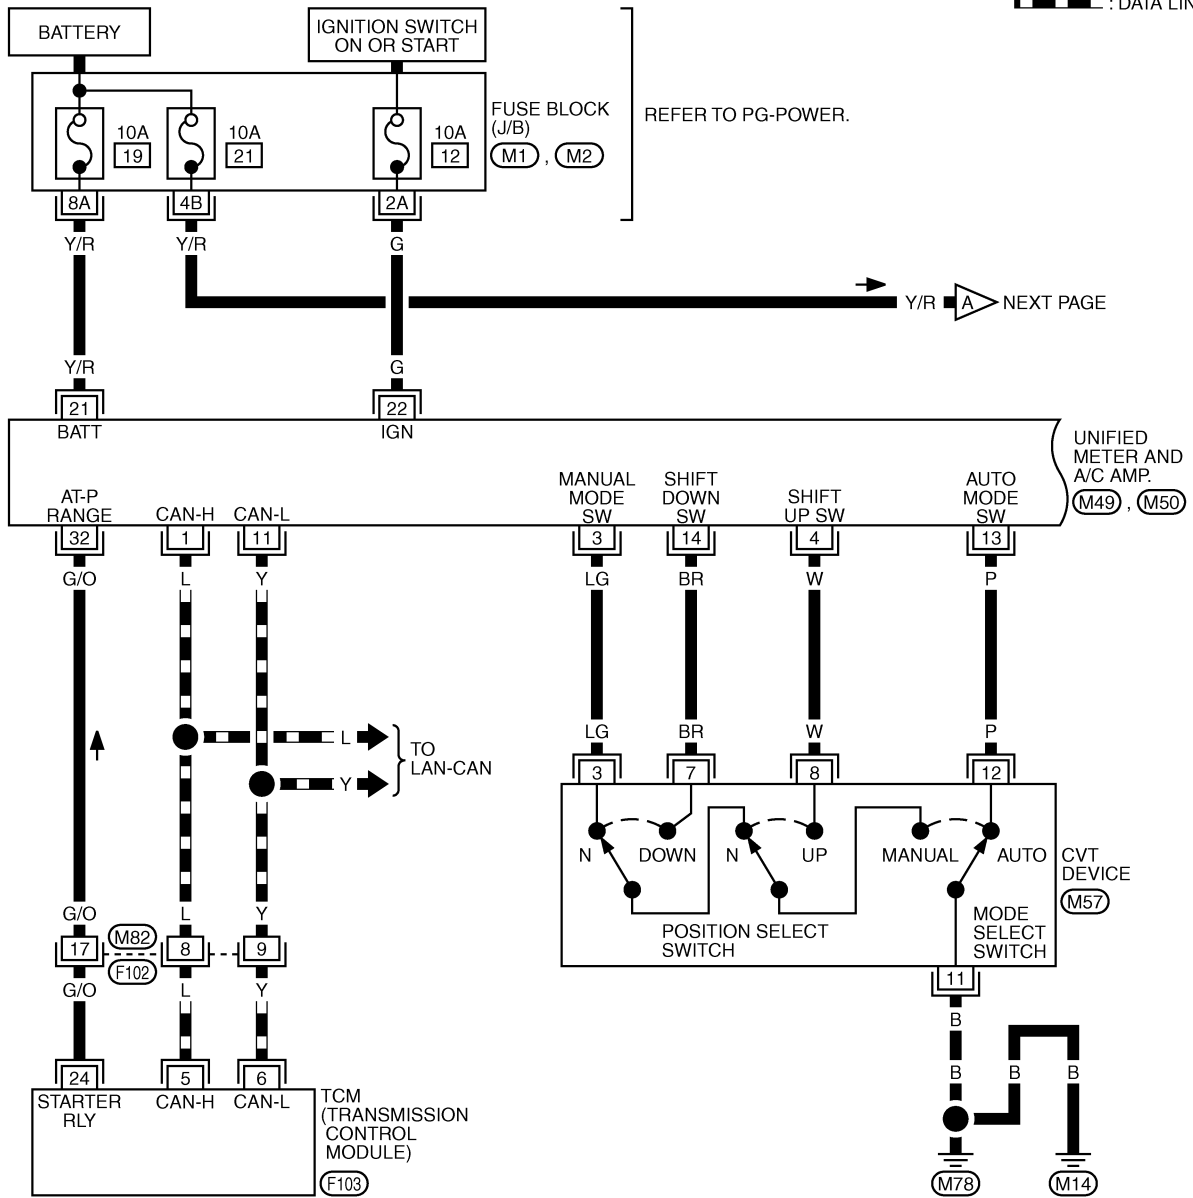 : DATA LIN
BATTERY
IGNITION SWITCH
ON OR START
FUSE BLOCK
(J/B)
M1 , M2
REFER TO PG-POWER.
10A
19
10A
21
10A
12
8A
4B
2A
Y/R
Y/R
G
Y/R
A
NEXT PAGE
Y/R
G
21
22
BATT
IGN
UNIFIED
METER AND
A/C AMP.
M49 , M50
AT-P
RANGE
CAN-H
CAN-L
MANUAL
MODE
SW
SHIFT
DOWN
SW
SHIFT
UP SW
AUTO
MODE
SW
32
1
11
3
14
4
13
G/O
L
Y
LG
BR
W
P
L
Y
TO
LAN-CAN
LG
BR
W
P
3
7
8
12
N
DOWN
N
UP
MANUAL
AUTO
CVT
DEVICE
M57
POSITION SELECT
SWITCH
MODE
SELECT
SWITCH
11
G/O
L
Y
17
M82
F102
8
9
G/O
L
Y
24
5
6
STARTER
RLY
CAN-H
CAN-L
TCM
(TRANSMISSION
CONTROL
MODULE)
F103
B
B
B
B
M78
M14